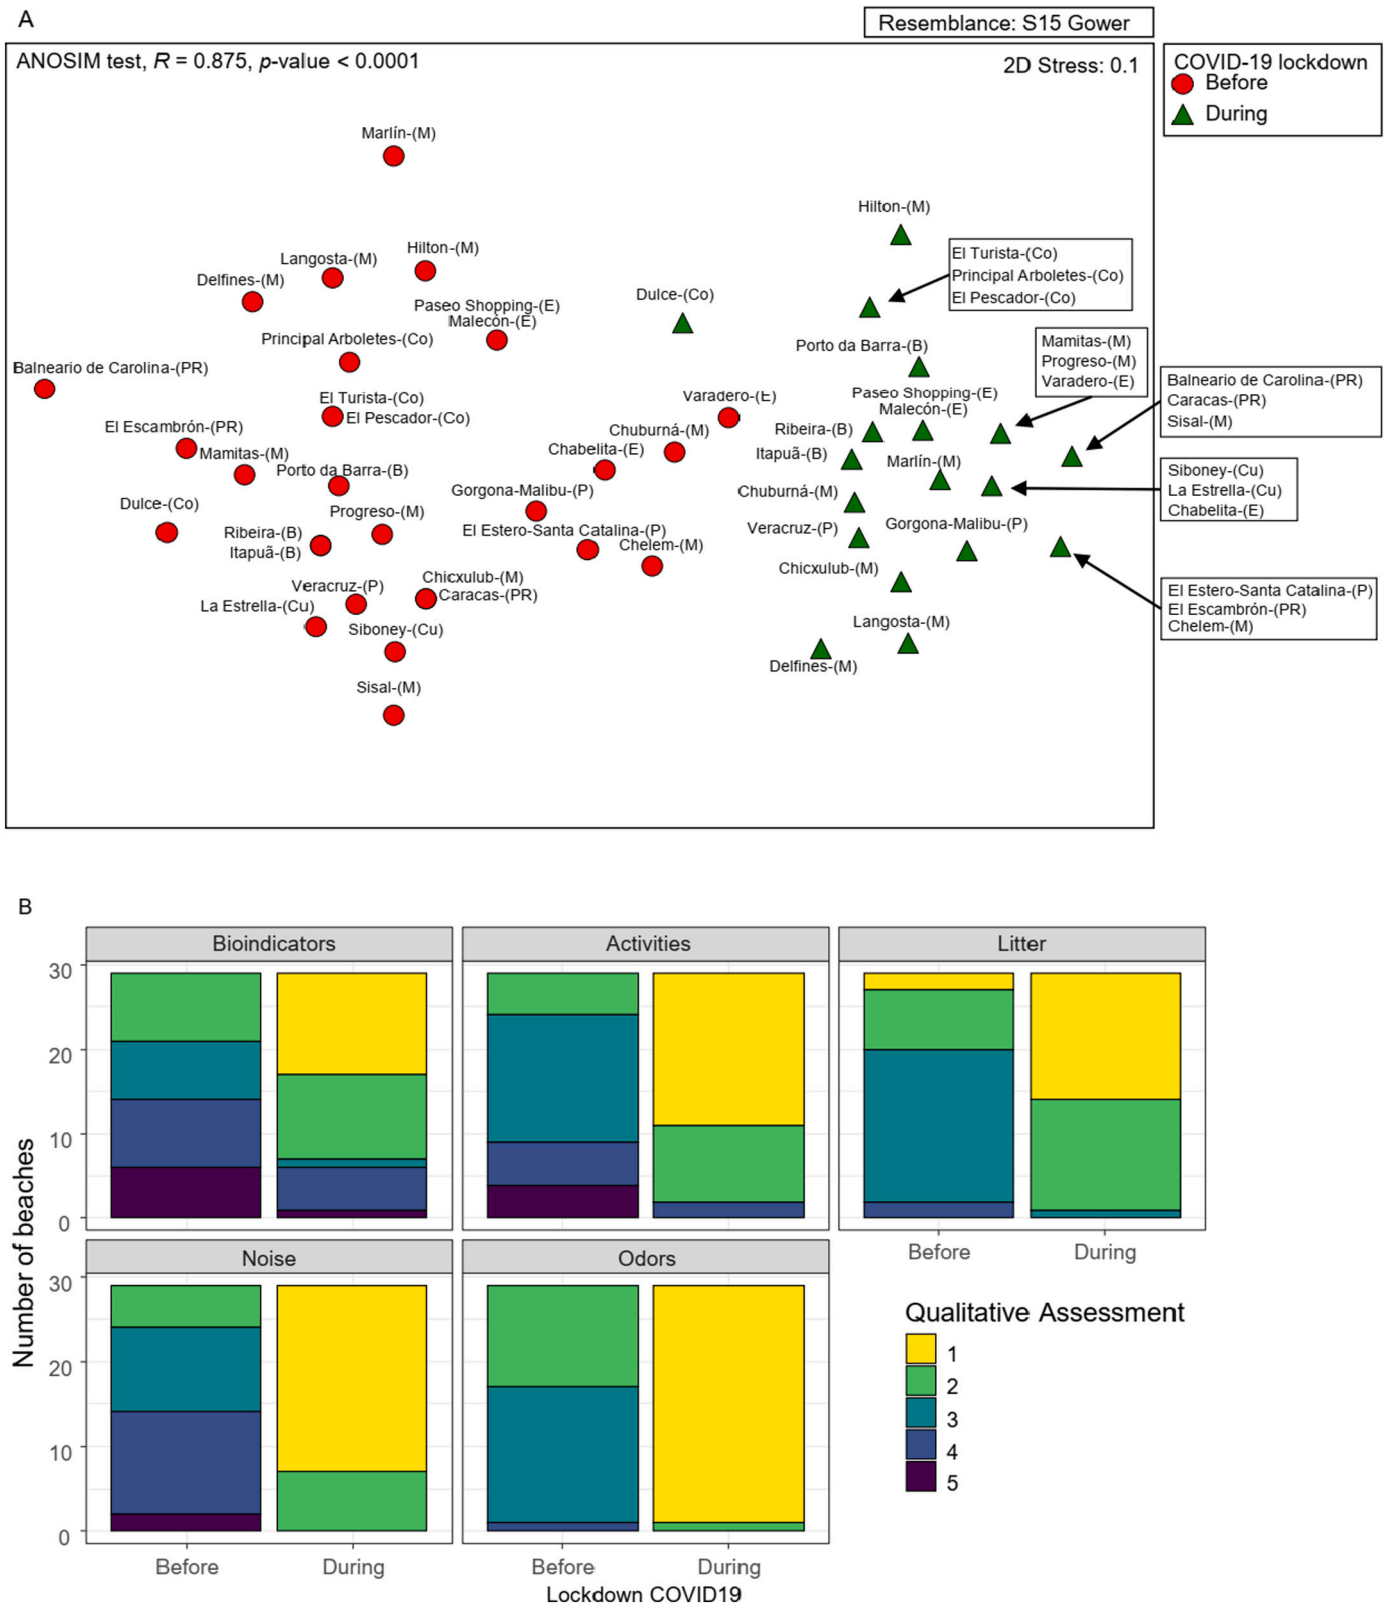 A
Resemblance: S15 Gower
ANOSIM test, R = 0.875, p-value < 0.0001
2D Stress: 0.1
COVID-19 lockdown
Before
During
Marlín-(M)
Hilton-(M)
Langosta-(M)
Delfines-(M)
Hilton-(M)
Paseo Shopping-(E)
Malecón-(E)
Dulce-(Co)
El Turista-(Co)
Principal Arboletes-(Co)
El Pescador-(Co)
Principal Arboletes-(Co)
Porto da Barra-(B)
Mamitas-(M)
Progreso-(M)
Varadero-(E)
Balneario de Carolina-(PR)
Balneario de Carolina-(PR)
Caracas-(PR)
Sisal-(M)
El Turista-(Co)
El Pescador-(Co)
Varadero-(E)
Paseo Shopping-(E)
Malecón-(E)
El Escambrón-(PR)
Mamitas-(M)
Chuburná-(M)
Ribeira-(B)
Chabelita-(E)
Itapuã-(B)
Marlín-(M)
Porto da Barra-(B)
Siboney-(Cu)
La Estrella-(Cu)
Chabelita-(E)
Dulce-(Co)
Gorgona-Malibu-(P)
Chuburná-(M)
Progreso-(M)
Ribeira-(B)
Itapuã-(B)
El Estero-Santa Catalina-(P)
Chelem-(M)
Veracruz-(P)
Gorgona-Malibu-(P)
Chicxulub-(M)
Veracruz-(P)
Chicxulub-(M)
Caracas-(PR)
La Estrella-(Cu)
El Estero-Santa Catalina-(P)
El Escambrón-(PR)
Chelem-(M)
Siboney-(Cu)
Langosta-(M)
Delfines-(M)
Sisal-(M)
B
Bioindicators
Activities
Litter
30
20
10
0
Before
During
Noise
Odors
30
20
10
0
Before
During
Before
During
Number of beaches
Lockdown COVID19
Qualitative Assessment
1
2
3
4
5